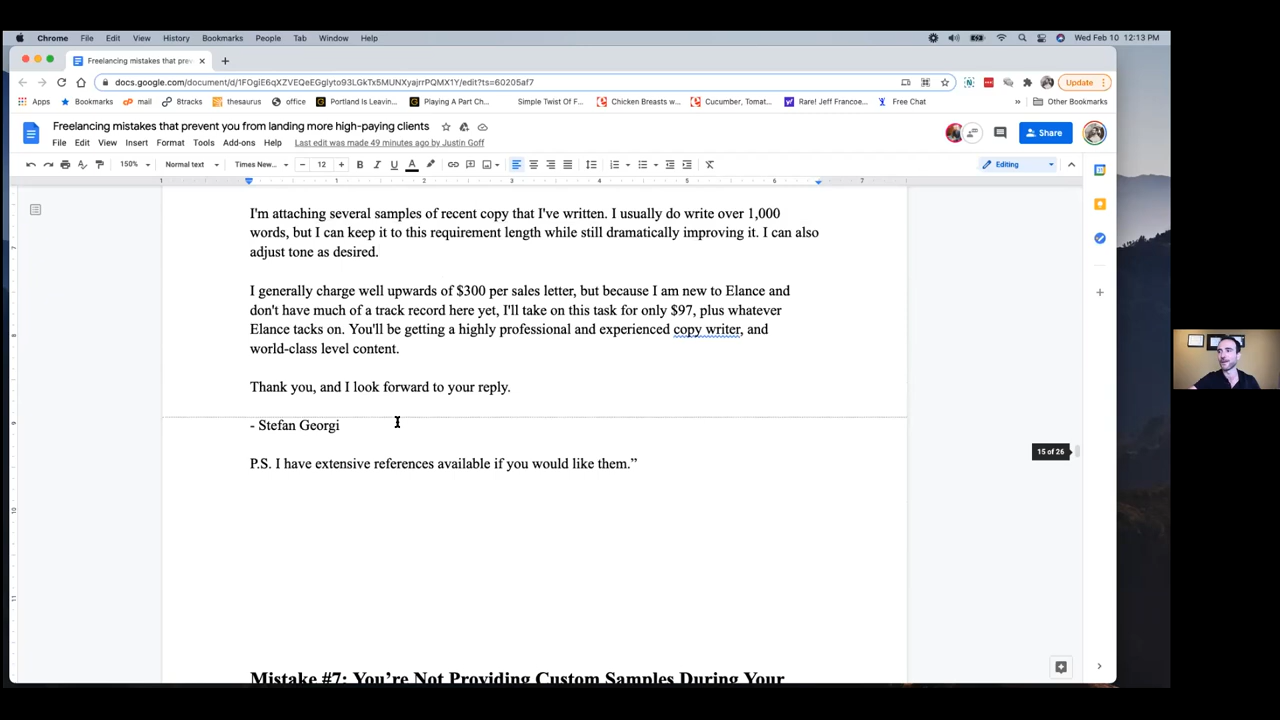 Chrome File Edit View History Bookmarks People Tab Window Help Wed Feb 10 12:13 PM
Freelancing mistakes that prev
docs.google.com/document/d/1FOgiE6qXZVEQeEGglyto93LGkTx5MUNXyajrrPQMX1Y/edit?ts=60205af7 Update
Apps Bookmarks mail Btracks thesaurus office Portland Is Leavin... Playing A Part Ch... Simple Twist Of F... Chicken Breasts w... Cucumber, Tomat... Rare! Jeff Francoe... Free Chat » Other Bookmarks
Freelancing mistakes that prevent you from landing more high-paying clients
File Edit View Insert Format Tools Add-ons Help Last edit was made 49 minutes ago by Justin Goff Share
150% Normal text Times New... 12 B I U A Editing
1 1 2 3 4 5 6 7
I'm attaching several samples of recent copy that I've written. I usually do write over 1,000
words, but I can keep it to this requirement length while still dramatically improving it. I can also
adjust tone as desired.
I generally charge well upwards of $300 per sales letter, but because I am new to Elance and
don't have much of a track record here yet, I'll take on this task for only $97, plus whatever
Elance tacks on. You'll be getting a highly professional and experienced copy writer, and
world-class level content.
Thank you, and I look forward to your reply.
- Stefan Georgi
15 of 26
P.S. I have extensive references available if you would like them.”
Mistake #7: You’re Not Providing Custom Samples During Your